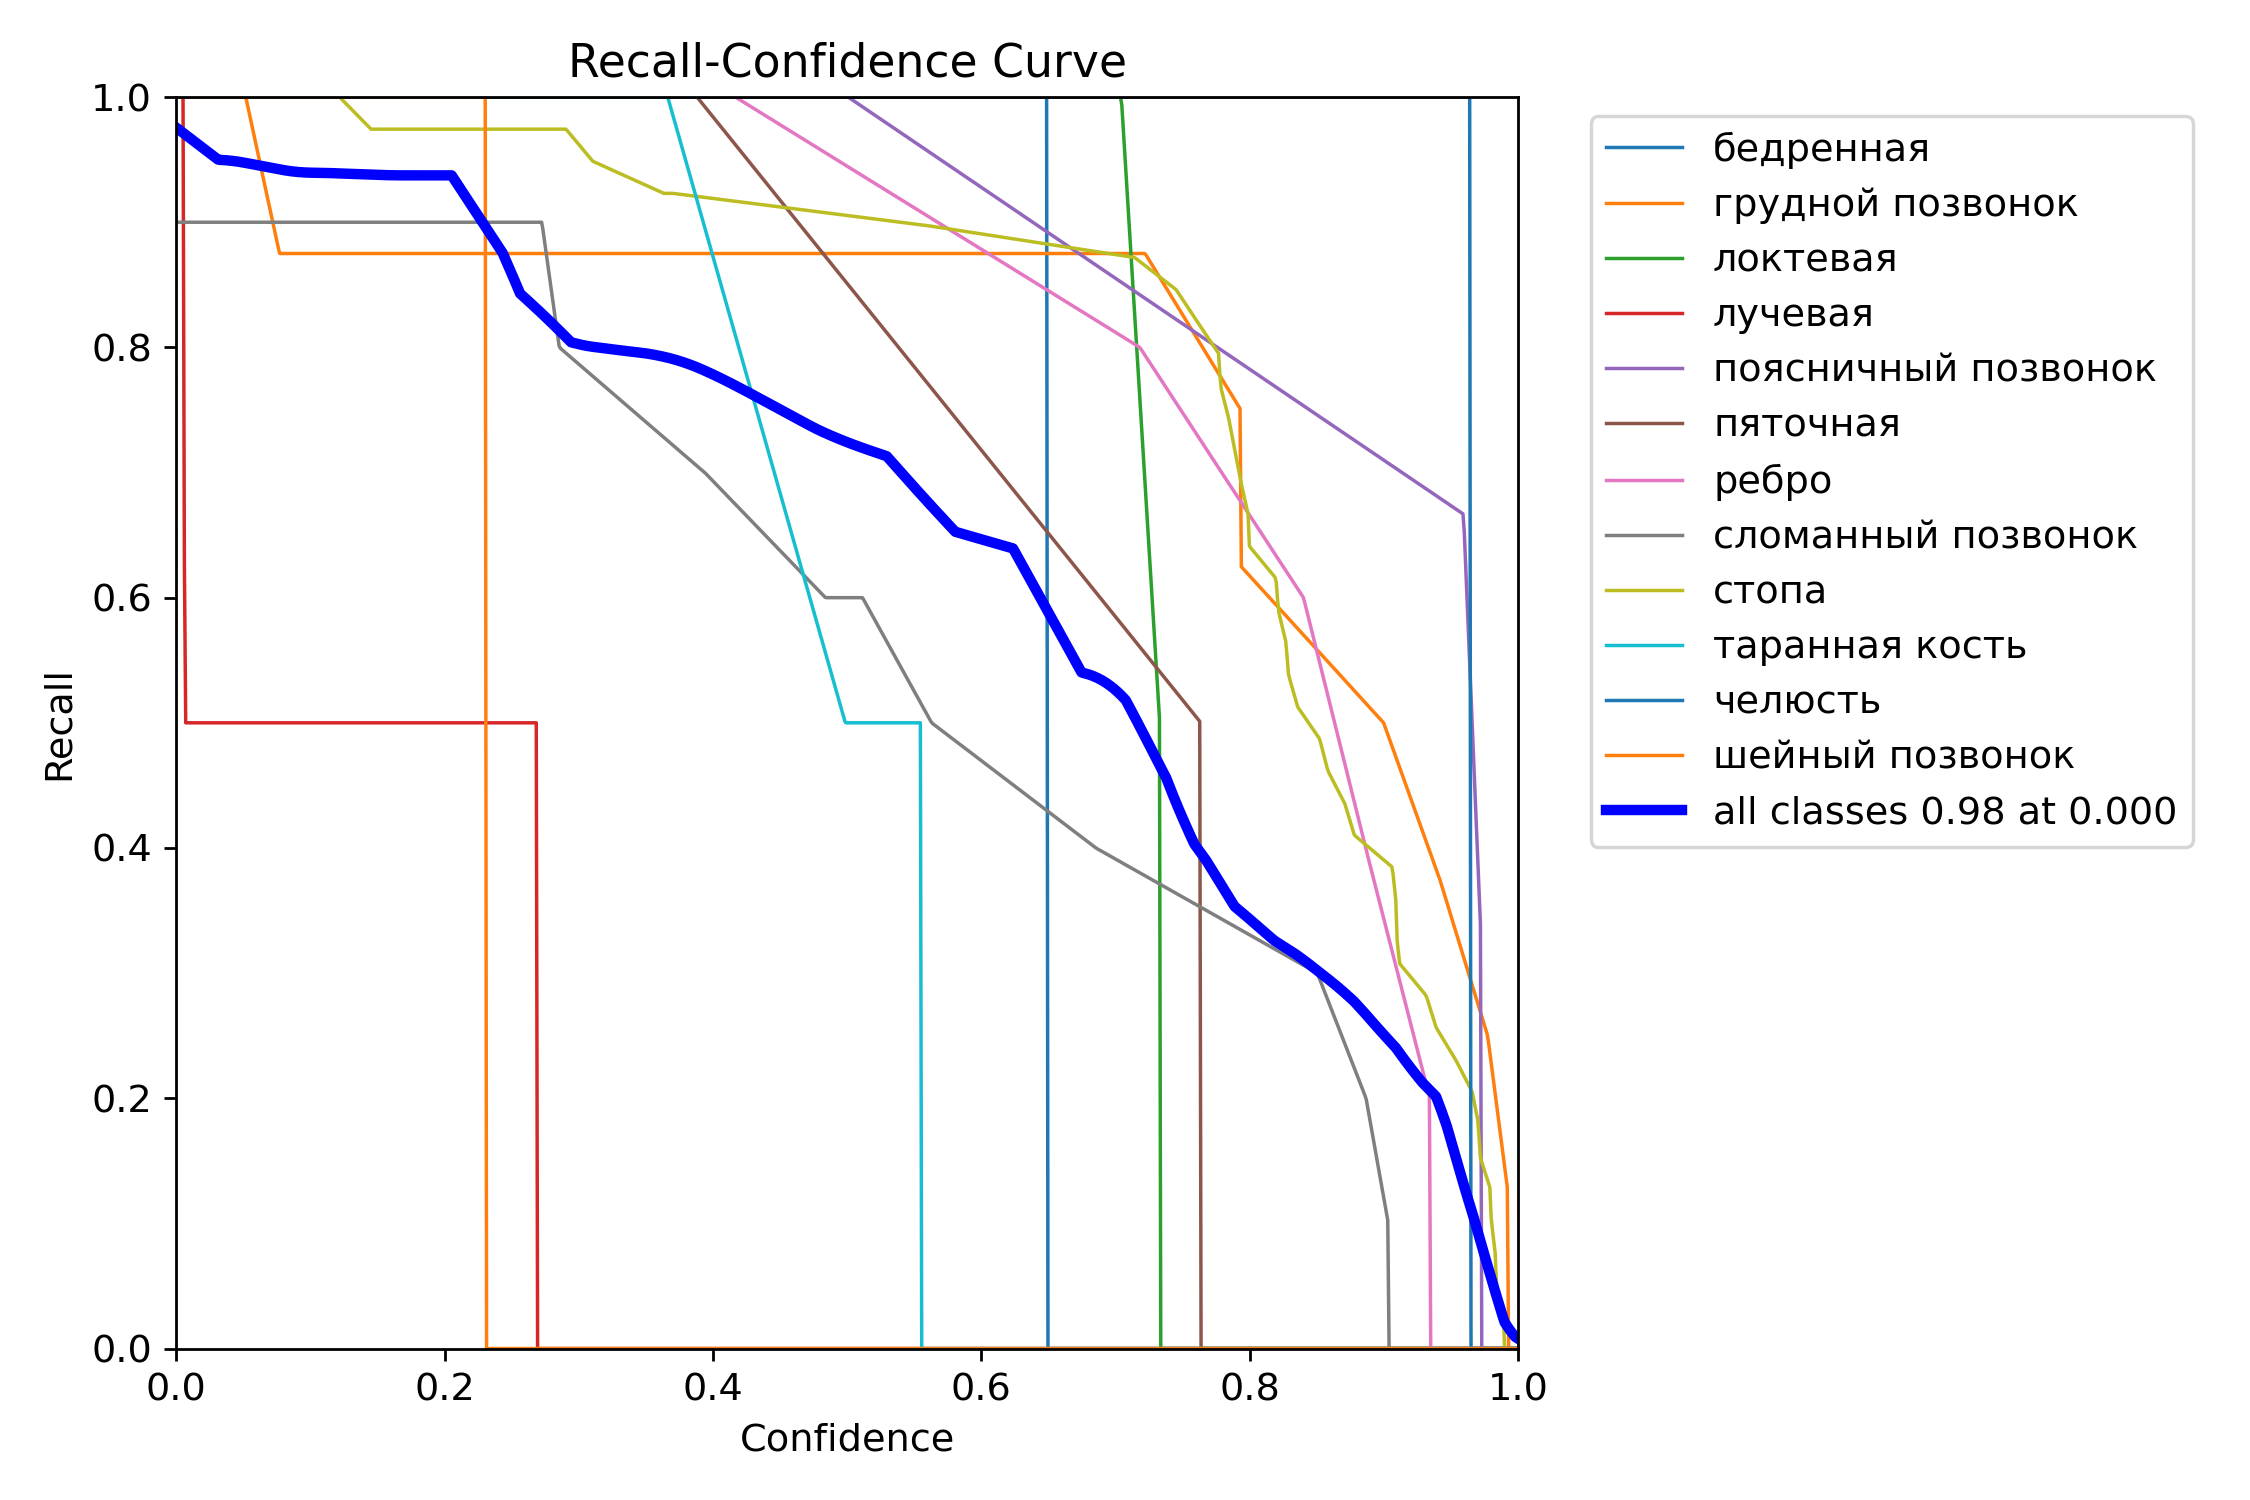 Recall-Confidence Curve
1.0
0.8
0.6
0.4
0.2
0.0
Recall
0.0 0.2 0.4 0.6 0.8 1.0
Confidence
бедренная
грудной позвонок
локтевая
лучевая
поясничный позвонок
пяточная
ребро
сломанный позвонок
стопа
таранная кость
челюсть
шейный позвонок
all classes 0.98 at 0.000